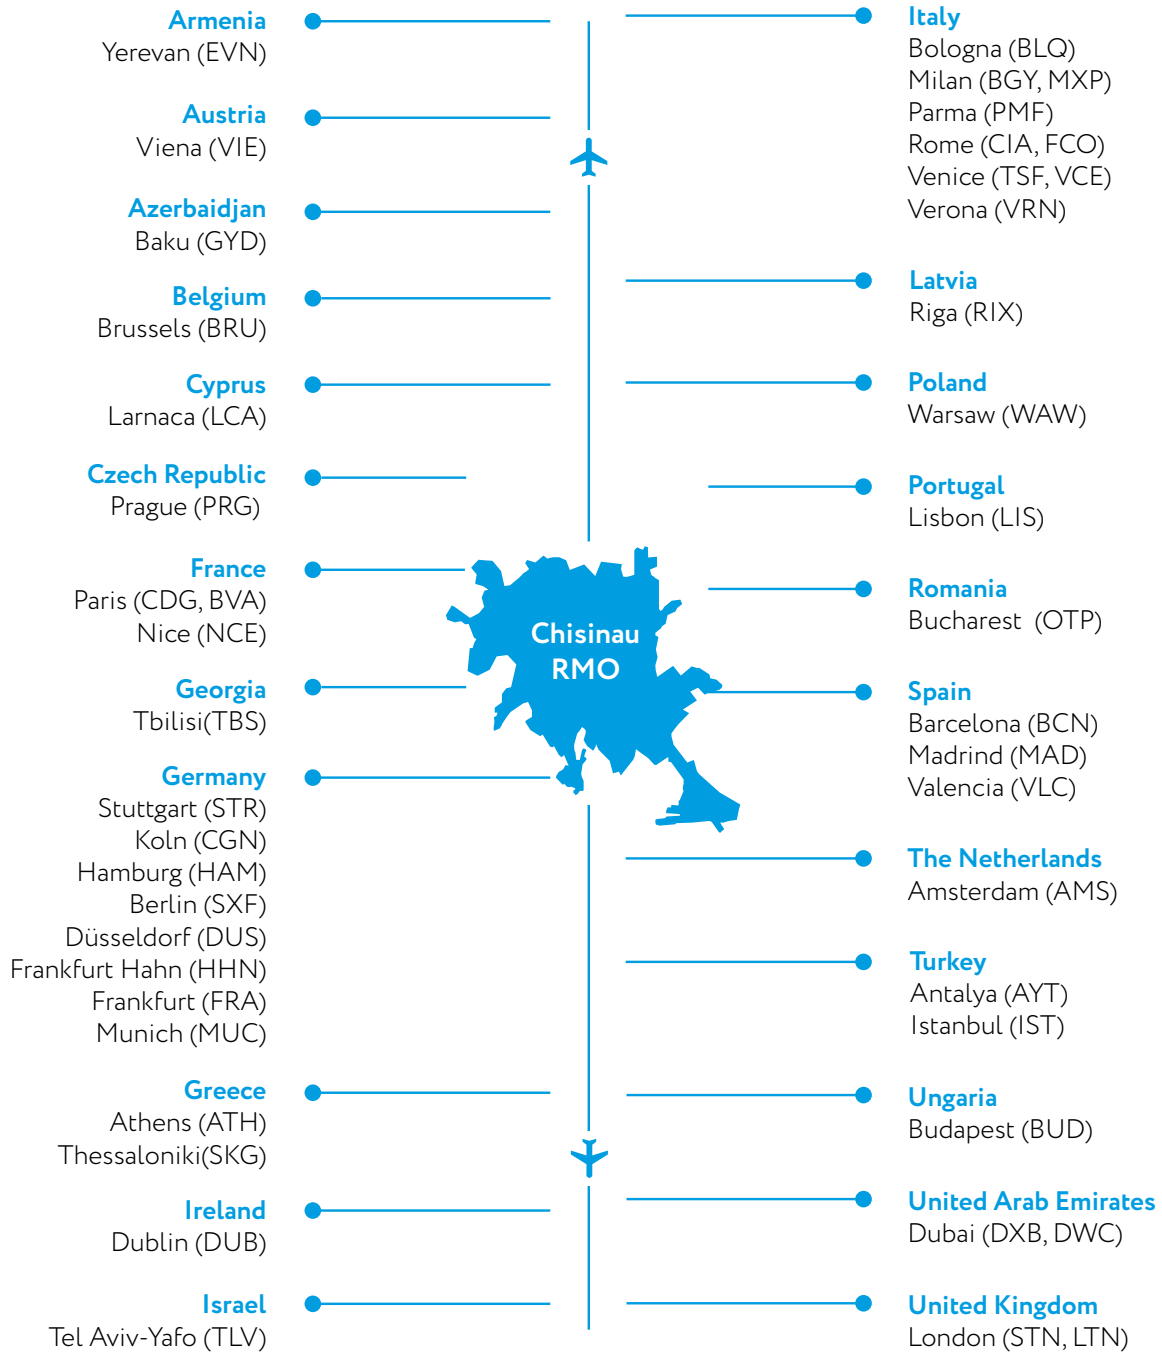 Armenia
Yerevan (EVN)
Austria
Viena (VIE)
Azerbaidjan
Baku (GYD)
Belgium
Brussels (BRU)
Cyprus
Larnaca (LCA)
Czech Republic
Prague (PRG)
France
Paris (CDG, BVA)
Nice (NCE)
Georgia
Tbilisi(TBS)
Germany
Stuttgart (STR)
Koln (CGN)
Hamburg (HAM)
Berlin (SXF)
Düsseldorf (DUS)
Frankfurt Hahn (HHN)
Frankfurt (FRA)
Munich (MUC)
Greece
Athens (ATH)
Thessaloniki(SKG)
Ireland
Dublin (DUB)
Israel
Tel Aviv-Yafo (TLV)
Chisinau
RMO
Italy
Bologna (BLQ)
Milan (BGY, MXP)
Parma (PMF)
Rome (CIA, FCO)
Venice (TSF, VCE)
Verona (VRN)
Latvia
Riga (RIX)
Poland
Warsaw (WAW)
Portugal
Lisbon (LIS)
Romania
Bucharest (OTP)
Spain
Barcelona (BCN)
Madrind (MAD)
Valencia (VLC)
The Netherlands
Amsterdam (AMS)
Turkey
Antalya (AYT)
Istanbul (IST)
Ungaria
Budapest (BUD)
United Arab Emirates
Dubai (DXB, DWC)
United Kingdom
London (STN, LTN)